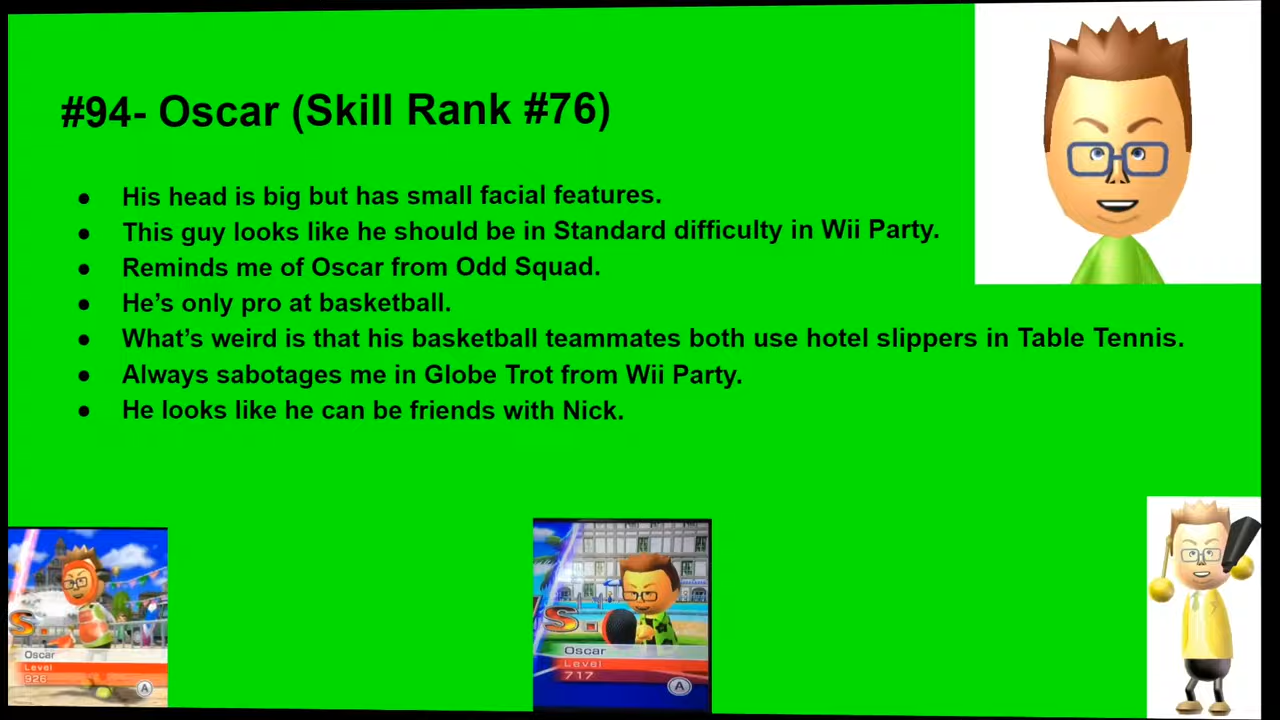 #94- Oscar (Skill Rank #76)
● His head is big but has small facial features.
● This guy looks like he should be in Standard difficulty in Wii Party.
● Reminds me of Oscar from Odd Squad.
● He’s only pro at basketball.
● What’s weird is that his basketball teammates both use hotel slippers in Table Tennis.
● Always sabotages me in Globe Trot from Wii Party.
● He looks like he can be friends with Nick.
S.
Oscar
Level
926
A
S.
Oscar
Level
717
A